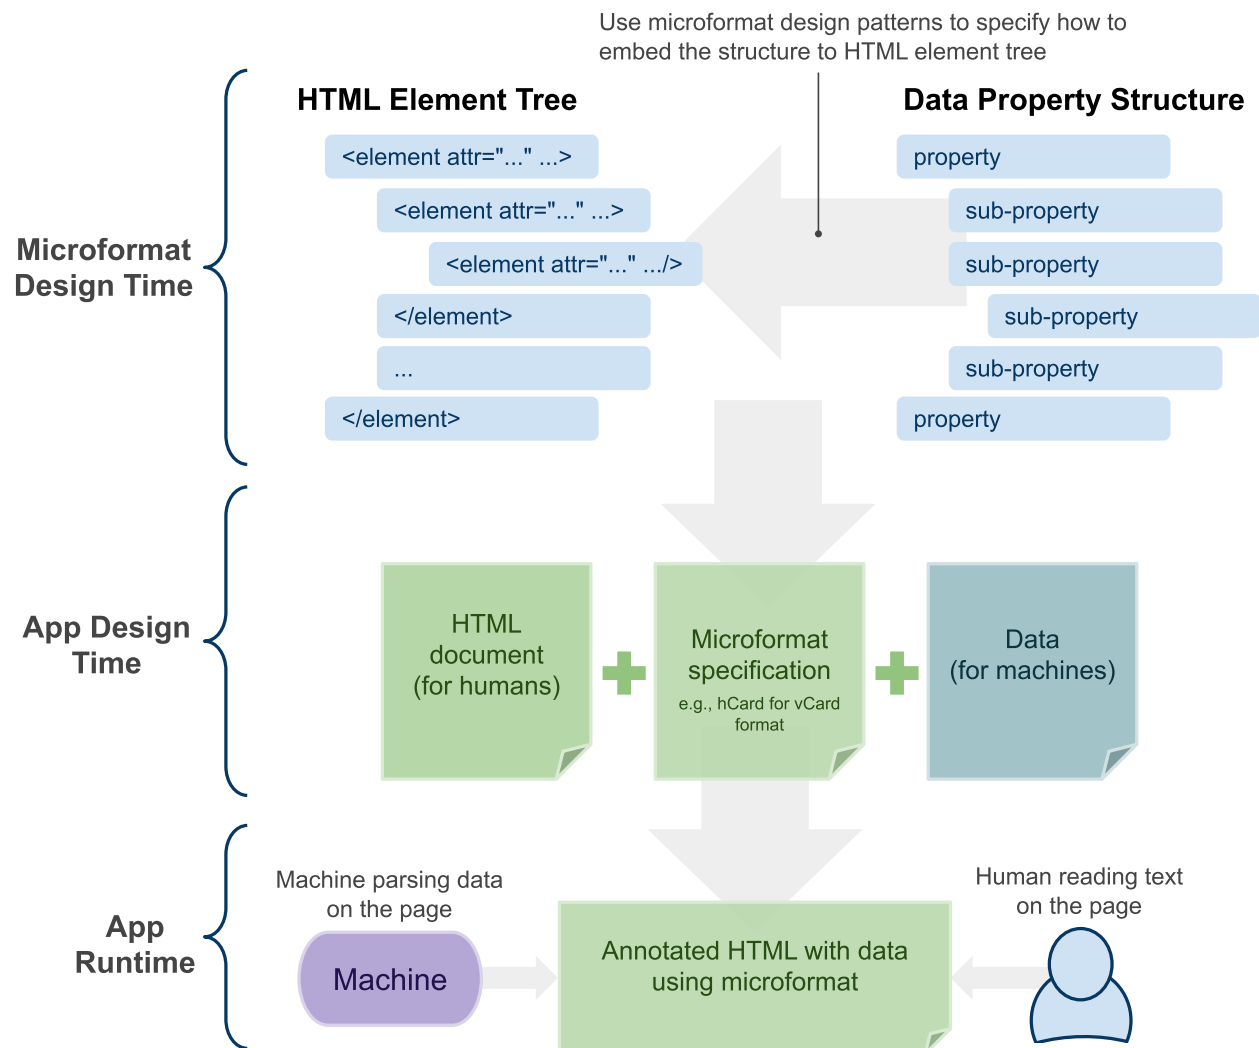 Use microformat design patterns to specify how to
embed the structure to HTML element tree
HTML Element Tree
Data Property Structure
<element attr="..." ...>
<element attr="..." ...>
<element attr="..." .../>
</element>
...
</element>
property
sub-property
sub-property
sub-property
sub-property
property
Microformat
Design Time
App Design
Time
HTML
document
(for humans)
Microformat
specification
e.g., hCard for vCard
format
Data
(for machines)
App
Runtime
Machine parsing data
on the page
Machine
Annotated HTML with data
using microformat
Human reading text
on the page